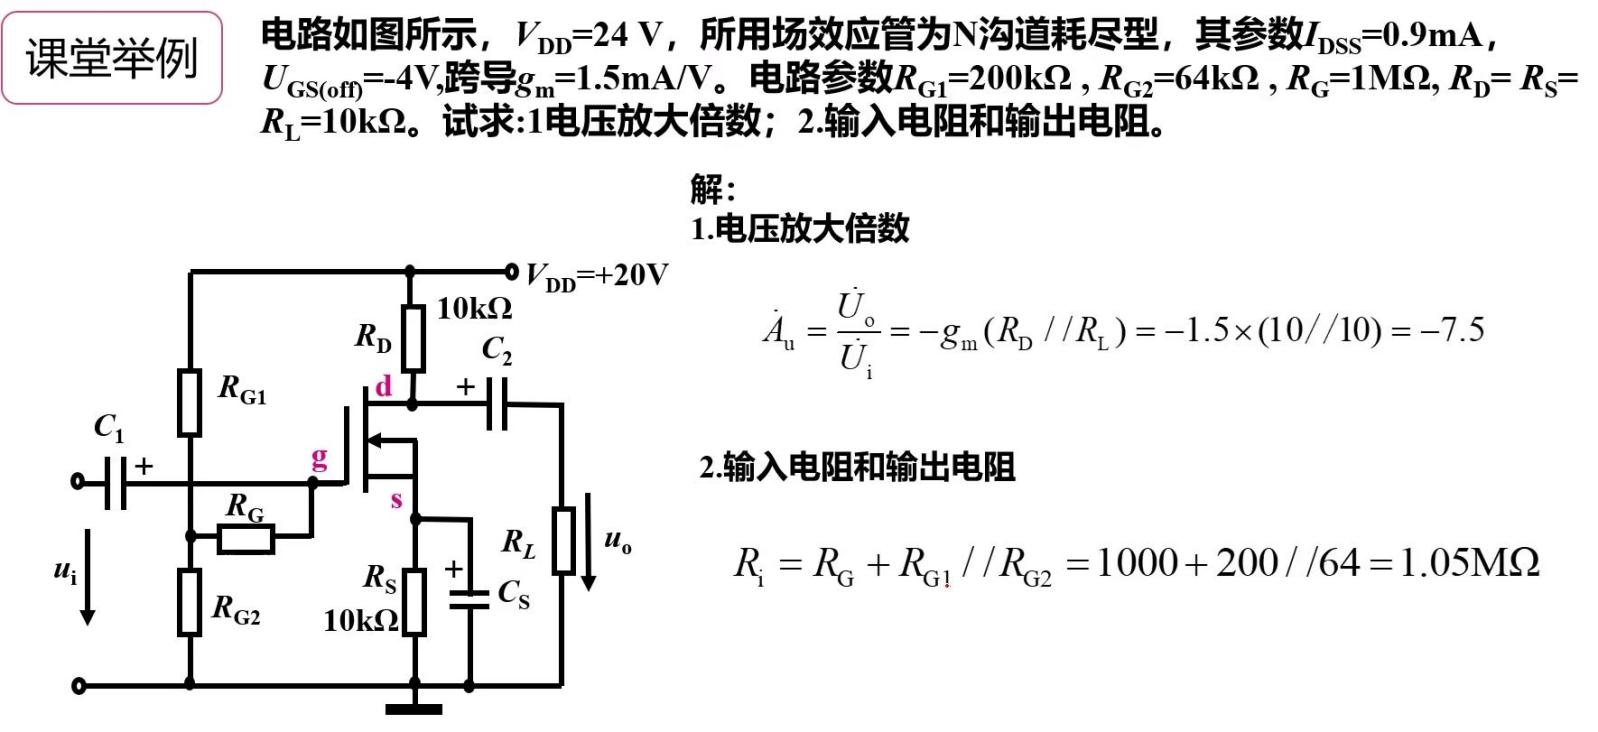 课堂举例
电路如图所示，VDD=24 V，所用场效应管为N沟道耗尽型，其参数IDSS=0.9mA，
UGS(off)=-4V,跨导gm=1.5mA/V。电路参数RG1=200kΩ , RG2=64kΩ , RG=1MΩ, RD= RS=
RL=10kΩ。试求:1电压放大倍数；2.输入电阻和输出电阻。
解：
1.电压放大倍数
VDD=+20V
10kΩ
RD
C2
Ȧu = U̇o / U̇i = −gm(RD //RL) = −1.5×(10//10) = −7.5
RG1
d
+
C1
+
g
2.输入电阻和输出电阻
s
RG
RL
uo
Ri = RG + RG1 //RG2 =1000+200//64=1.05MΩ
ui
RS
+
CS
RG2
10kΩ